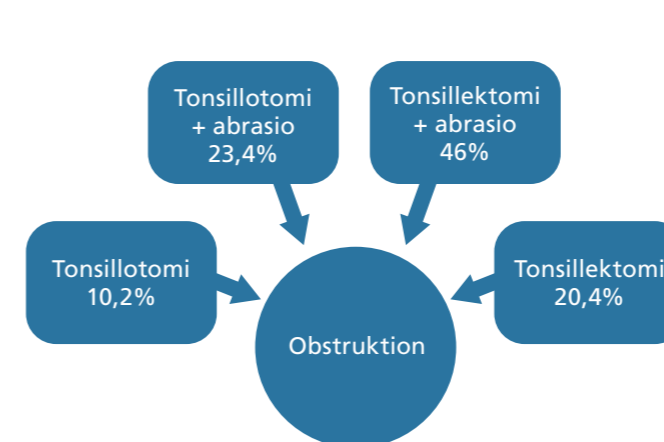 Tonsillotomi
+ abrasio
23,4%
Tonsillektomi
+ abrasio
46%
Tonsillotomi
10,2%
Tonsillektomi
20,4%
Obstruktion